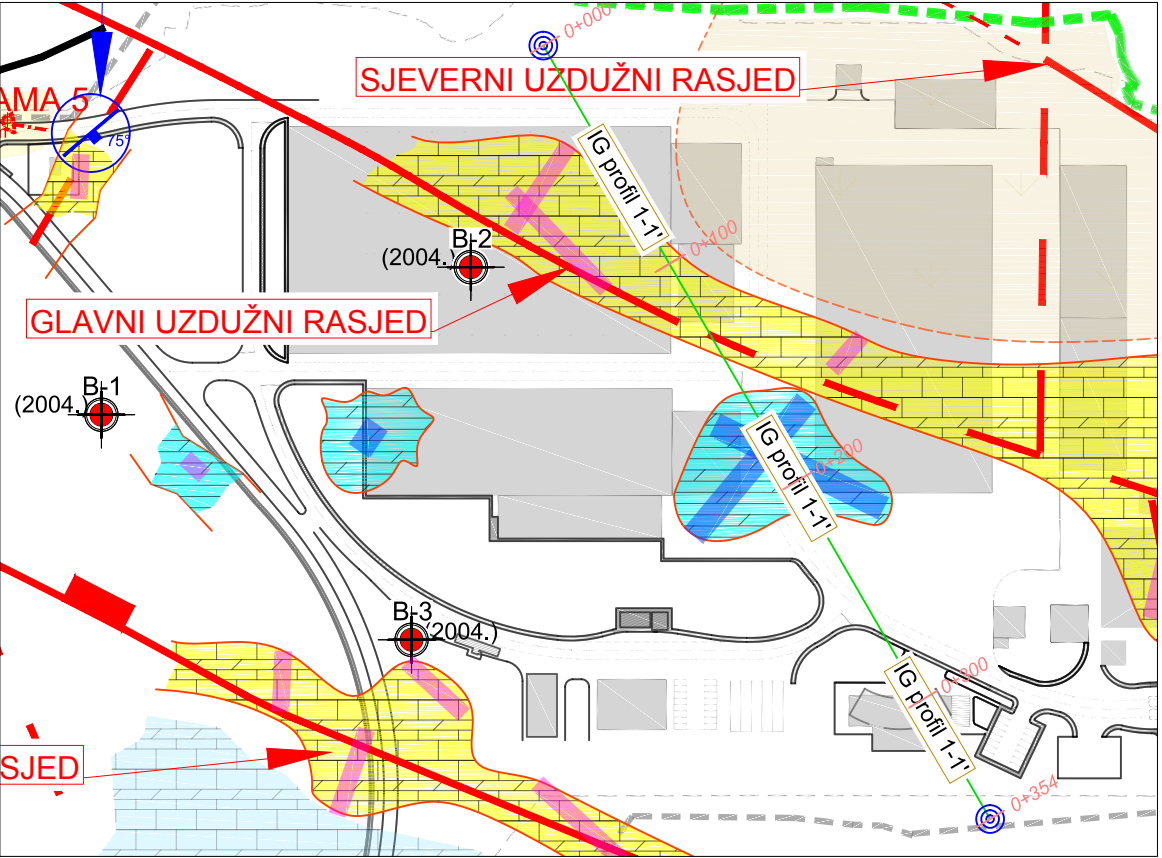 0+000
SJEVERNI UZDUŽNI RASJED
AMA 5
75°
IG profil 1-1'
B-2
(2004.)
0+100
GLAVNI UZDUŽNI RASJED
B-1
(2004.)
IG profil 1-1'
0+200
B-3
(2004.)
IG profil 1-1'
0+300
SJED
0+354